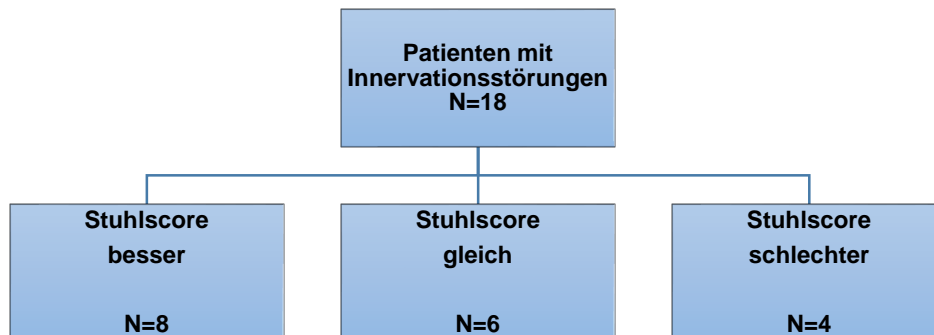 Patienten mit
Innervationsstörungen
N=18
Stuhlscore
besser
N=8
Stuhlscore
gleich
N=6
Stuhlscore
schlechter
N=4